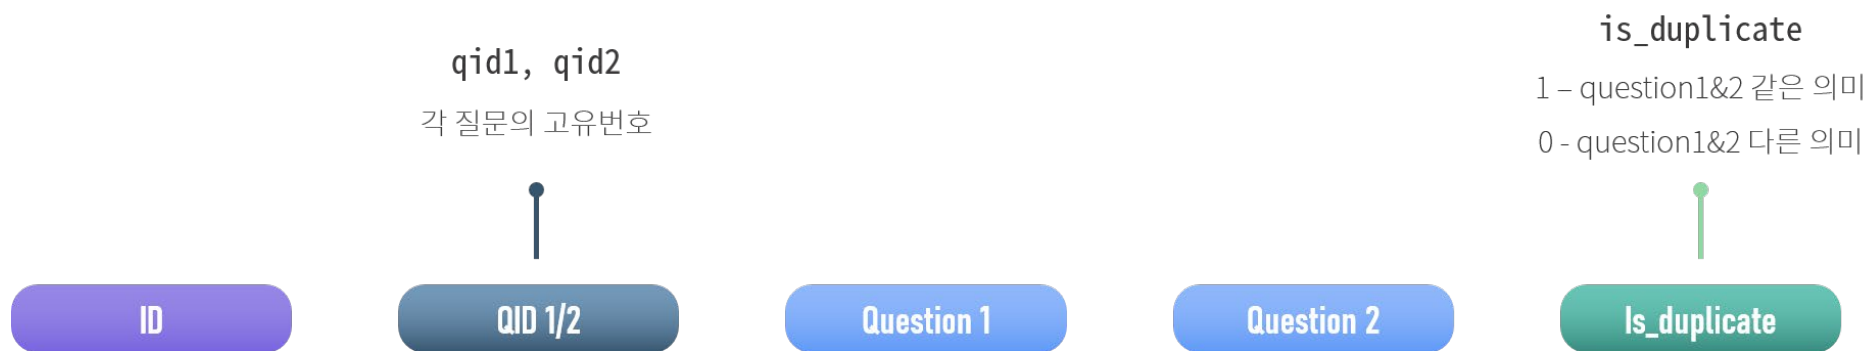 qid1, qid2
각 질문의 고유번호
is_duplicate
1 – question1&2 같은 의미
0 - question1&2 다른 의미
ID
QID 1/2
Question 1
Question 2
Is_duplicate